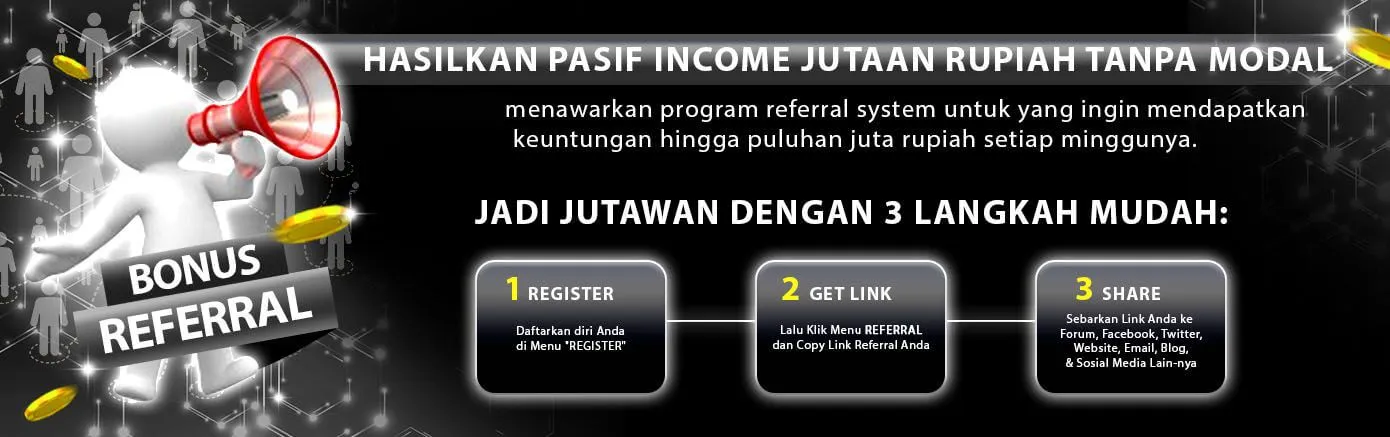 HASILKAN PASIF INCOME JUTAAN RUPIAH TANPA MODAL
menawarkan program referral system untuk yang ingin mendapatkan
keuntungan hingga puluhan juta rupiah setiap minggunya.
JADI JUTAWAN DENGAN 3 LANGKAH MUDAH:
BONUS
REFERRAL
1 REGISTER
Daftarkan diri Anda
di Menu "REGISTER"
2 GET LINK
Lalu Klik Menu REFERRAL
dan Copy Link Referral Anda
3 SHARE
Sebarkan Link Anda ke
Forum, Facebook, Twitter,
Website, Email, Blog,
& Sosial Media Lain-nya